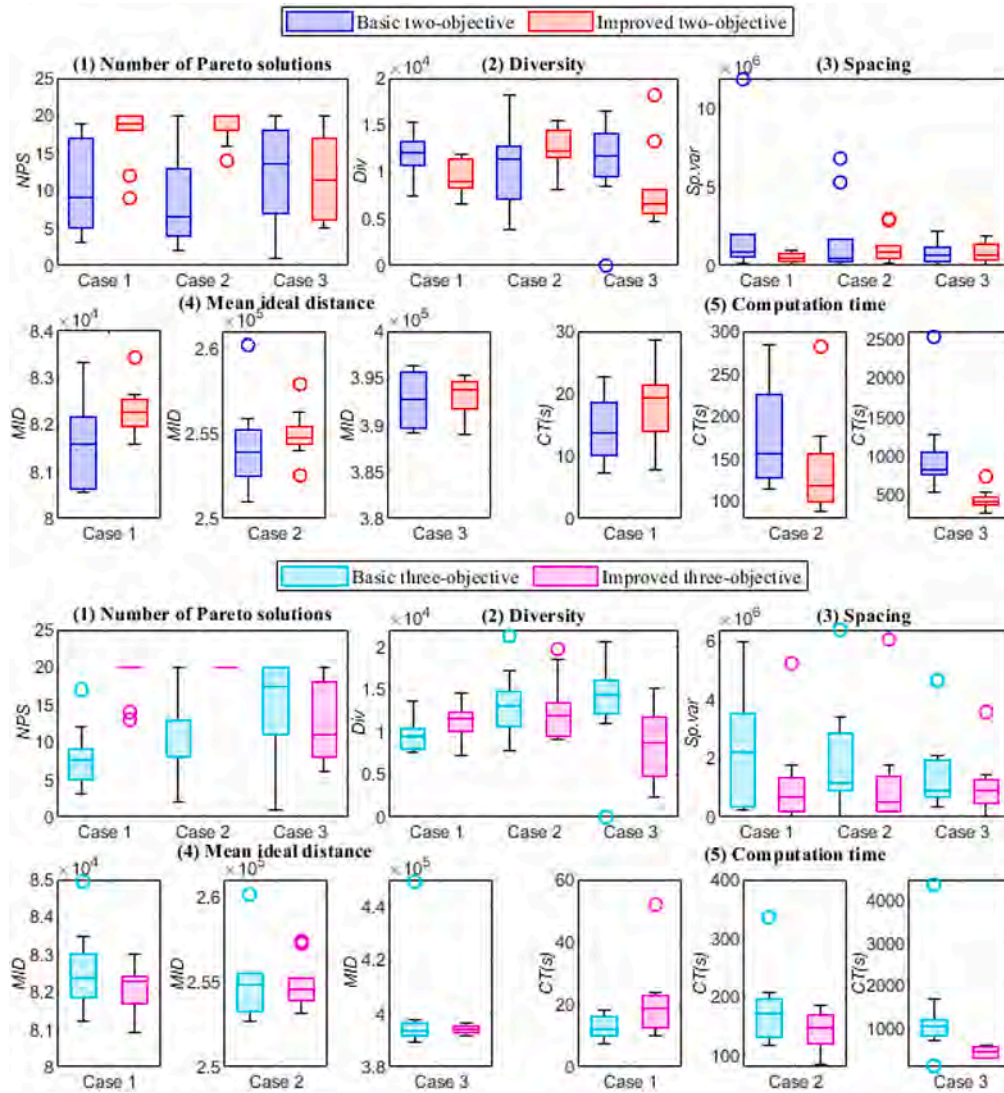 Basic two-objective Improved two-objective
(1) Number of Pareto solutions
25
20
15
10
5
0
NPS
Case 1 Case 2 Case 3
(2) Diversity
× 10⁴
2
1.5
1
0.5
0
Div
Case 1 Case 2 Case 3
(3) Spacing
× 10⁶
10
5
0
Sp.var
Case 1 Case 2 Case 3
(4) Mean ideal distance
× 10⁴
8.4
8.3
8.2
8.1
8
MID
Case 1
× 10⁵
2.6
2.55
2.5
MID
Case 2
× 10⁵
4
3.95
3.9
3.85
3.8
MID
Case 3
(5) Computation time
30
20
10
0
CT(s)
Case 1
300
250
200
150
100
CT(s)
Case 2
2500
2000
1500
1000
500
CT(s)
Case 3
Basic three-objective Improved three-objective
(1) Number of Pareto solutions
25
20
15
10
5
0
NPS
Case 1 Case 2 Case 3
(2) Diversity
× 10⁴
2
1.5
1
0.5
0
Div
Case 1 Case 2 Case 3
(3) Spacing
× 10⁶
6
4
2
0
Sp.var
Case 1 Case 2 Case 3
(4) Mean ideal distance
× 10⁴
8.5
8.4
8.3
8.2
8.1
8
MID
Case 1
× 10⁵
2.6
2.55
2.5
MID
Case 2
× 10⁵
4.5
4.4
4.2
4
3.8
MID
Case 3
(5) Computation time
60
40
20
0
CT(s)
Case 1
400
300
200
100
CT(s)
Case 2
4000
3000
2000
1000
CT(s)
Case 3